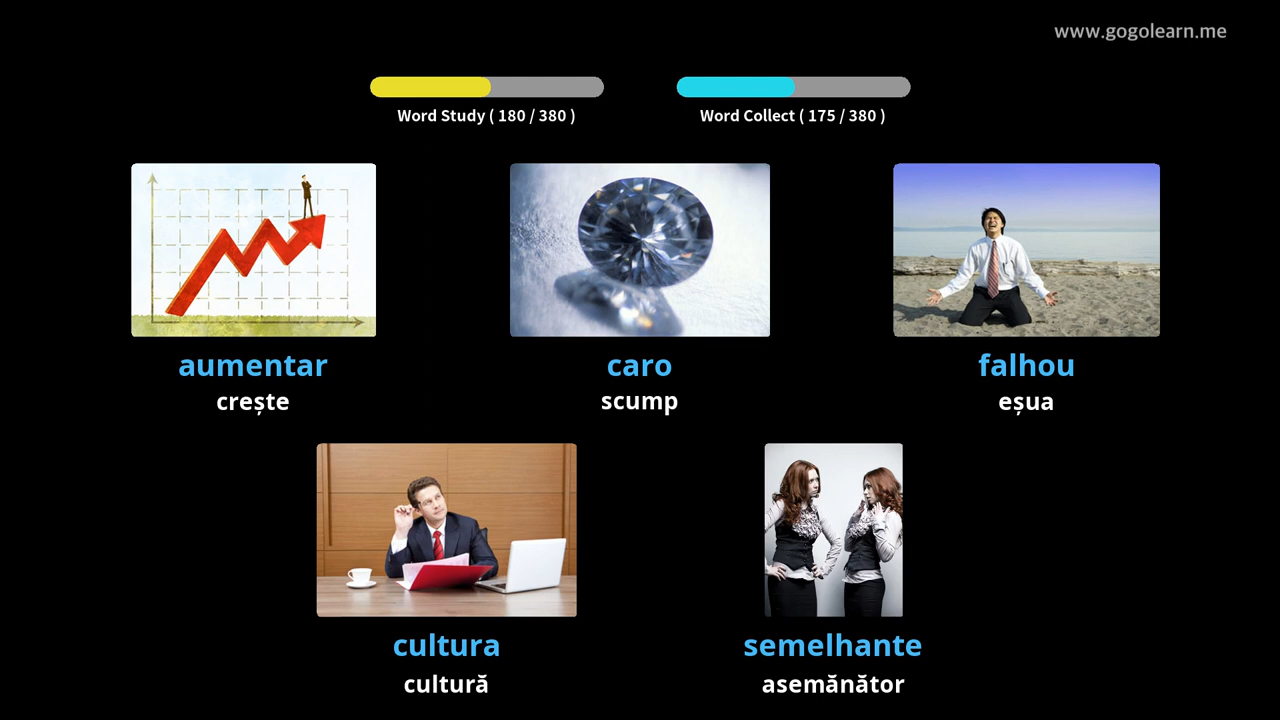 www.gogolearn.me
Word Study ( 180 / 380 )
Word Collect ( 175 / 380 )
aumentar
crește
caro
scump
falhou
eșua
cultura
cultură
semelhante
asemănător